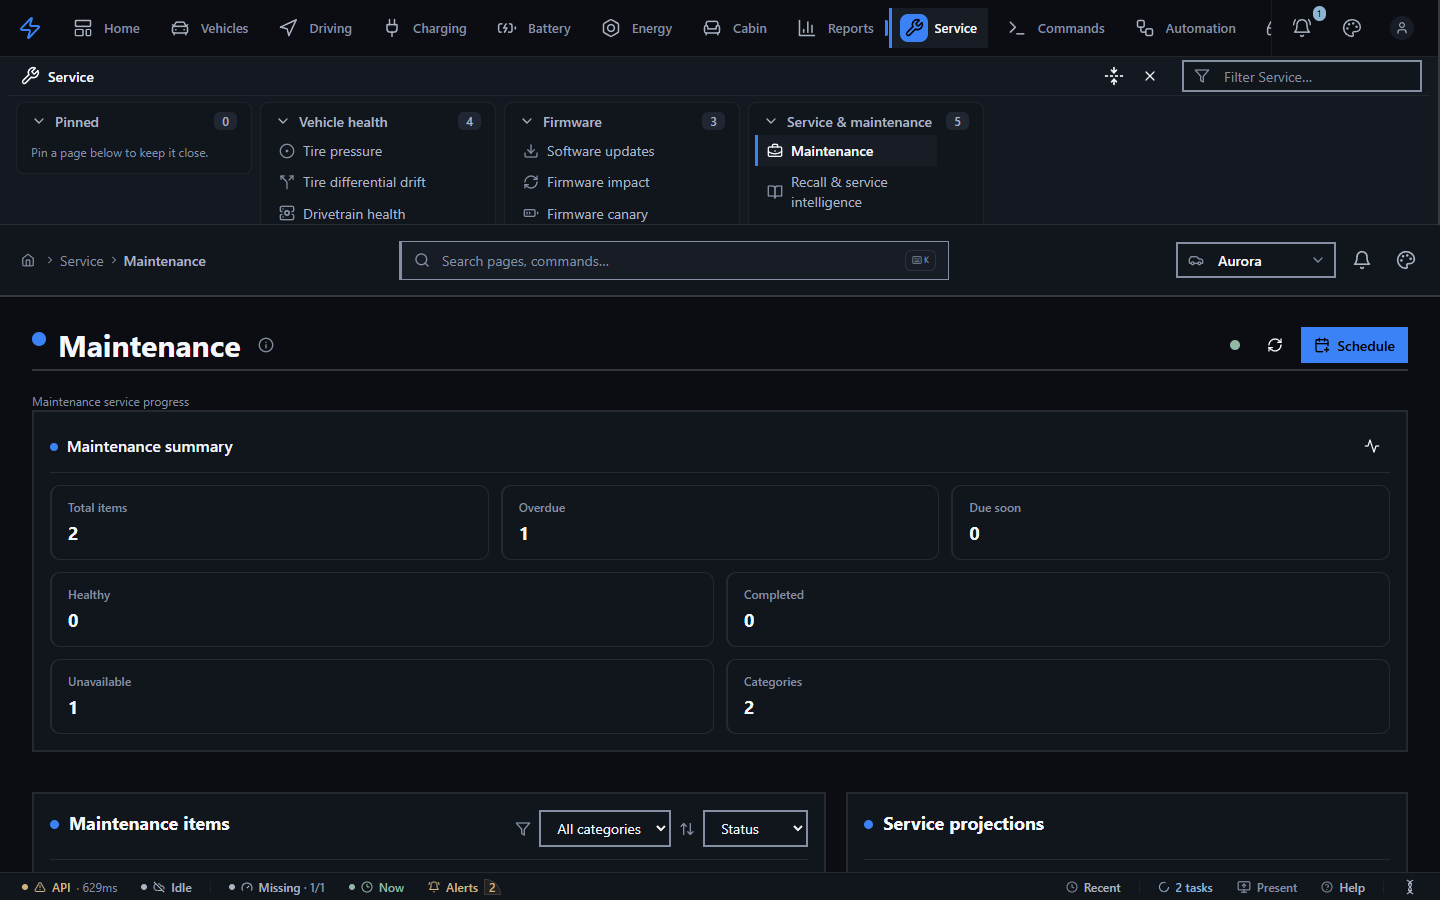 Home
Vehicles
Driving
Charging
Battery
Energy
Cabin
Reports
Service
Commands
Automation
1
Service
Filter Service...
Pinned 0
Pin a page below to keep it close.
Vehicle health 4
Tire pressure
Tire differential drift
Drivetrain health
Firmware 3
Software updates
Firmware impact
Firmware canary
Service & maintenance 5
Maintenance
Recall & service
intelligence
Service
Maintenance
Search pages, commands...
K
Aurora
Maintenance
Schedule
Maintenance service progress
Maintenance summary
Total items
2
Overdue
1
Due soon
0
Healthy
0
Completed
0
Unavailable
1
Categories
2
Maintenance items
All categories
Status
Service projections
API · 629ms
Idle
Missing · 1/1
Now
Alerts 2
Recent
2 tasks
Present
Help